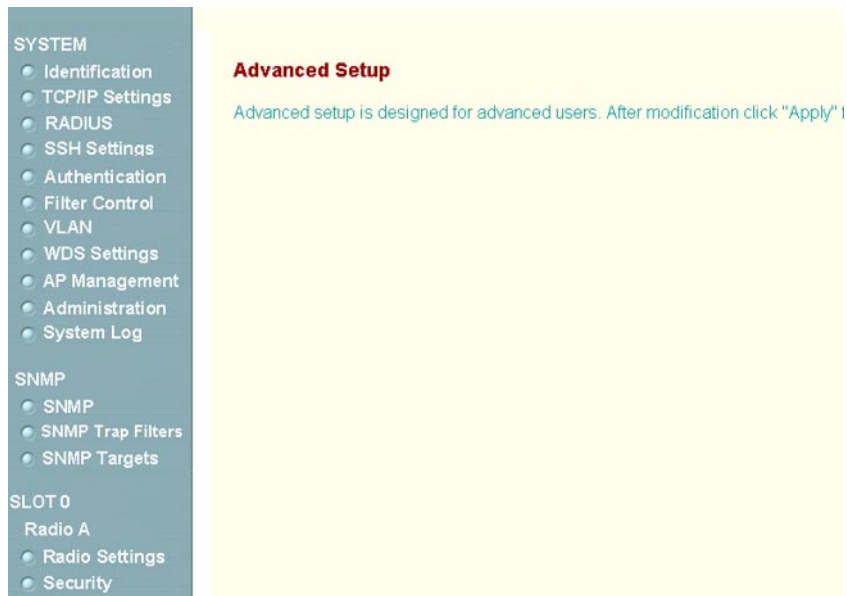 SYSTEM
Identification
TCP/IP Settings
RADIUS
SSH Settings
Authentication
Filter Control
VLAN
WDS Settings
AP Management
Administration
System Log
SNMP
SNMP
SNMP Trap Filters
SNMP Targets
SLOT 0
Radio A
Radio Settings
Security
Advanced Setup
Advanced setup is designed for advanced users. After modification click "Apply"